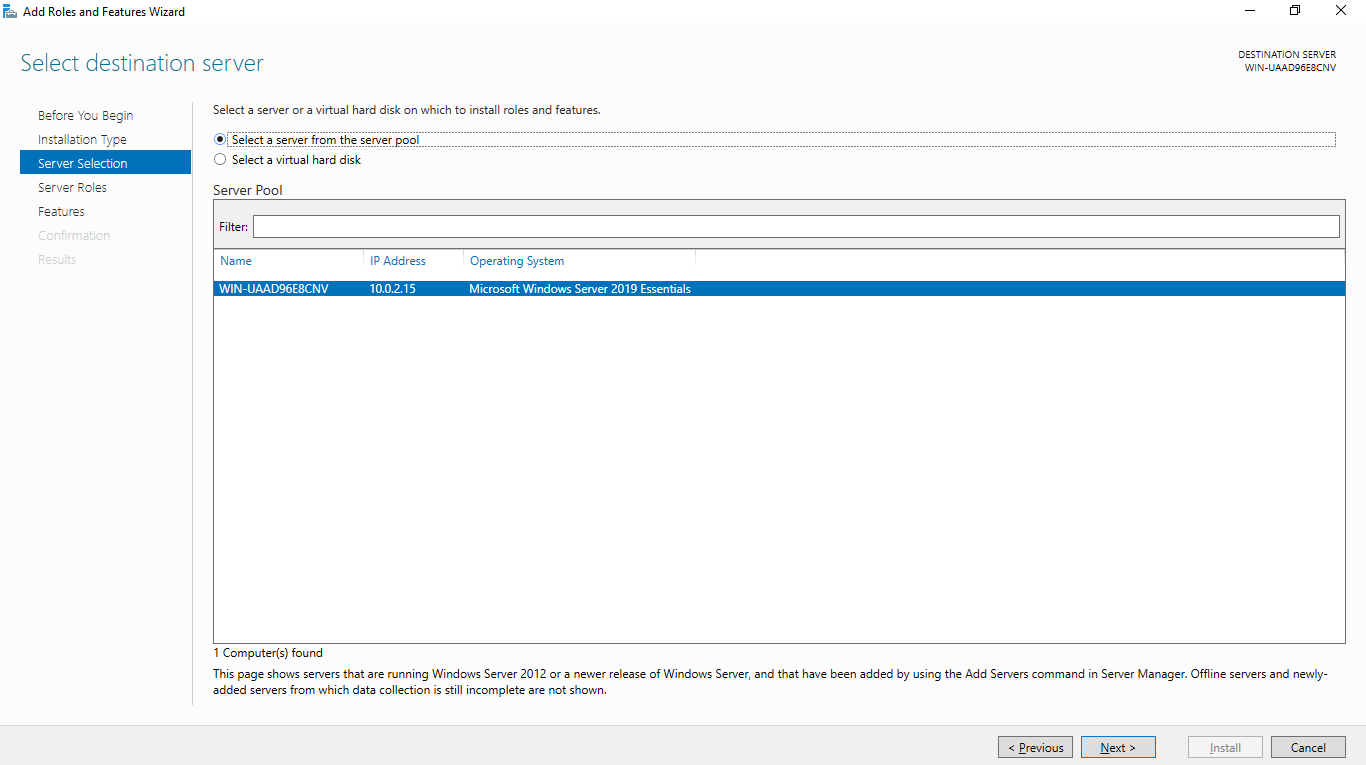 Add Roles and Features Wizard
Select destination server
DESTINATION SERVER
WIN-UAAD96E8CNV
Before You Begin
Installation Type
Server Selection
Server Roles
Features
Confirmation
Results
Select a server or a virtual hard disk on which to install roles and features.
Select a server from the server pool
Select a virtual hard disk
Server Pool
Filter:
Name IP Address Operating System
WIN-UAAD96E8CNV 10.0.2.15 Microsoft Windows Server 2019 Essentials
1 Computer(s) found
This page shows servers that are running Windows Server 2012 or a newer release of Windows Server, and that have been added by using the Add Servers command in Server Manager. Offline servers and newly-
added servers from which data collection is still incomplete are not shown.
< Previous Next > Install Cancel